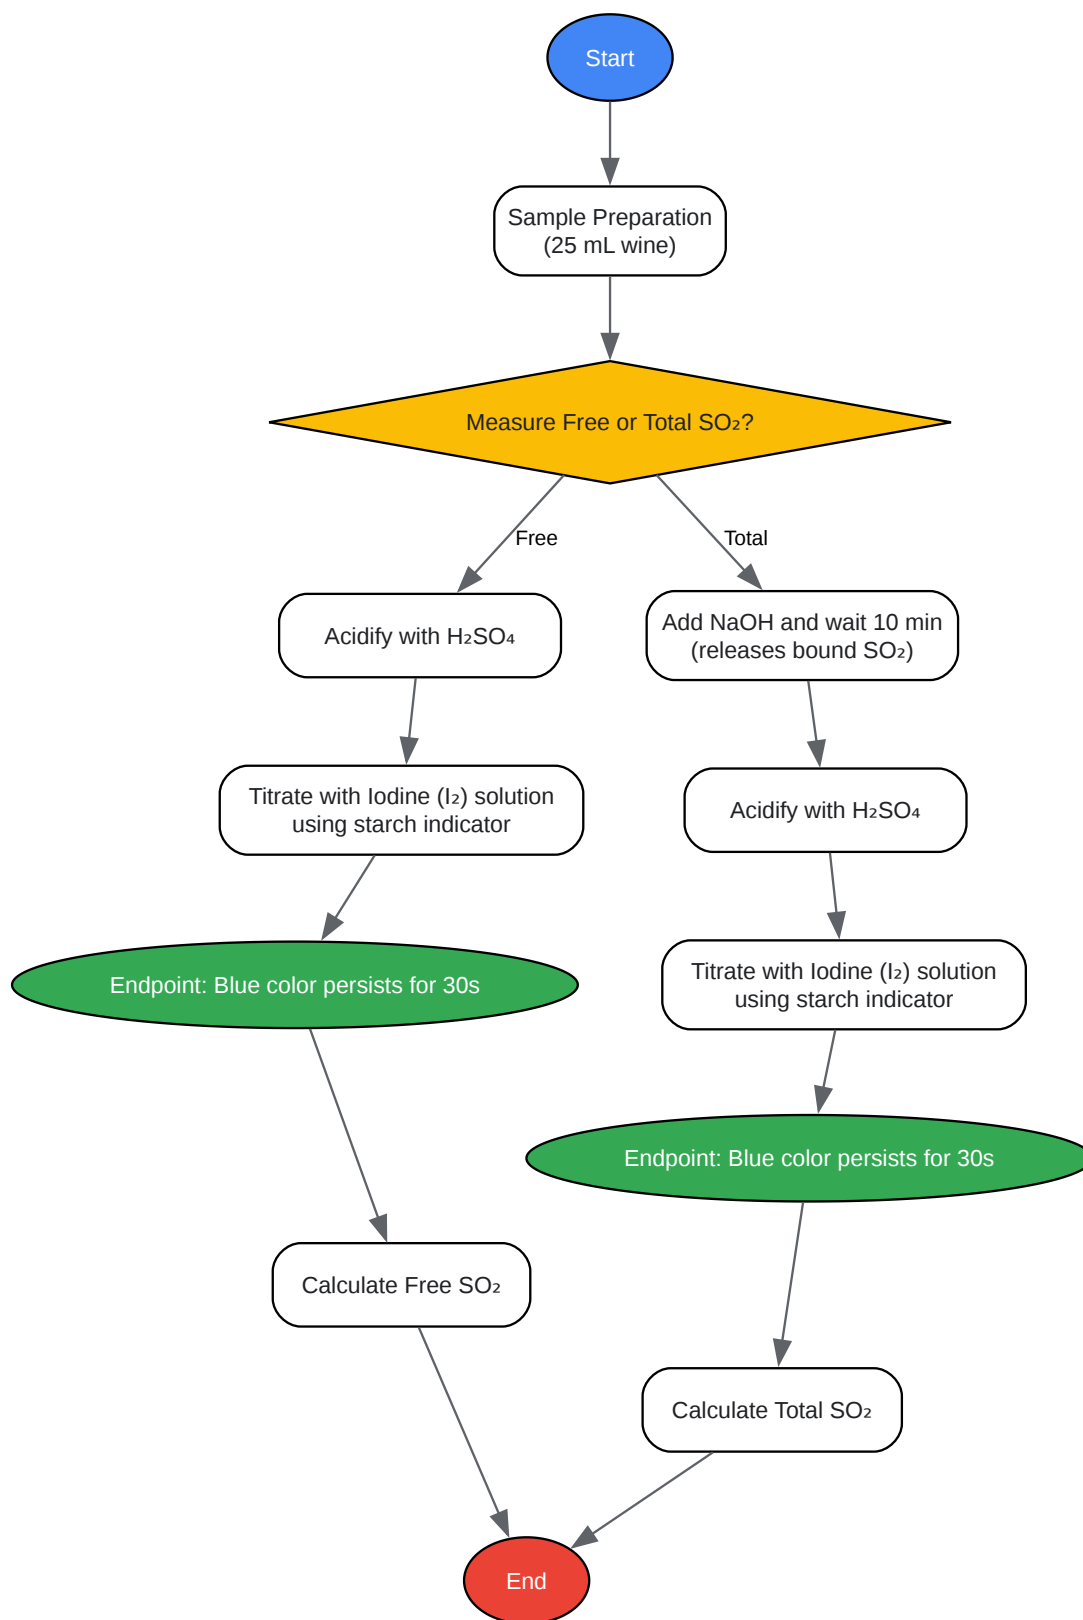 Start
Sample Preparation
(25 mL wine)
Measure Free or Total SO₂?
Free
Total
Acidify with H₂SO₄
Add NaOH and wait 10 min
(releases bound SO₂)
Titrate with Iodine (I₂) solution
using starch indicator
Acidify with H₂SO₄
Endpoint: Blue color persists for 30s
Titrate with Iodine (I₂) solution
using starch indicator
Endpoint: Blue color persists for 30s
Calculate Free SO₂
Calculate Total SO₂
End